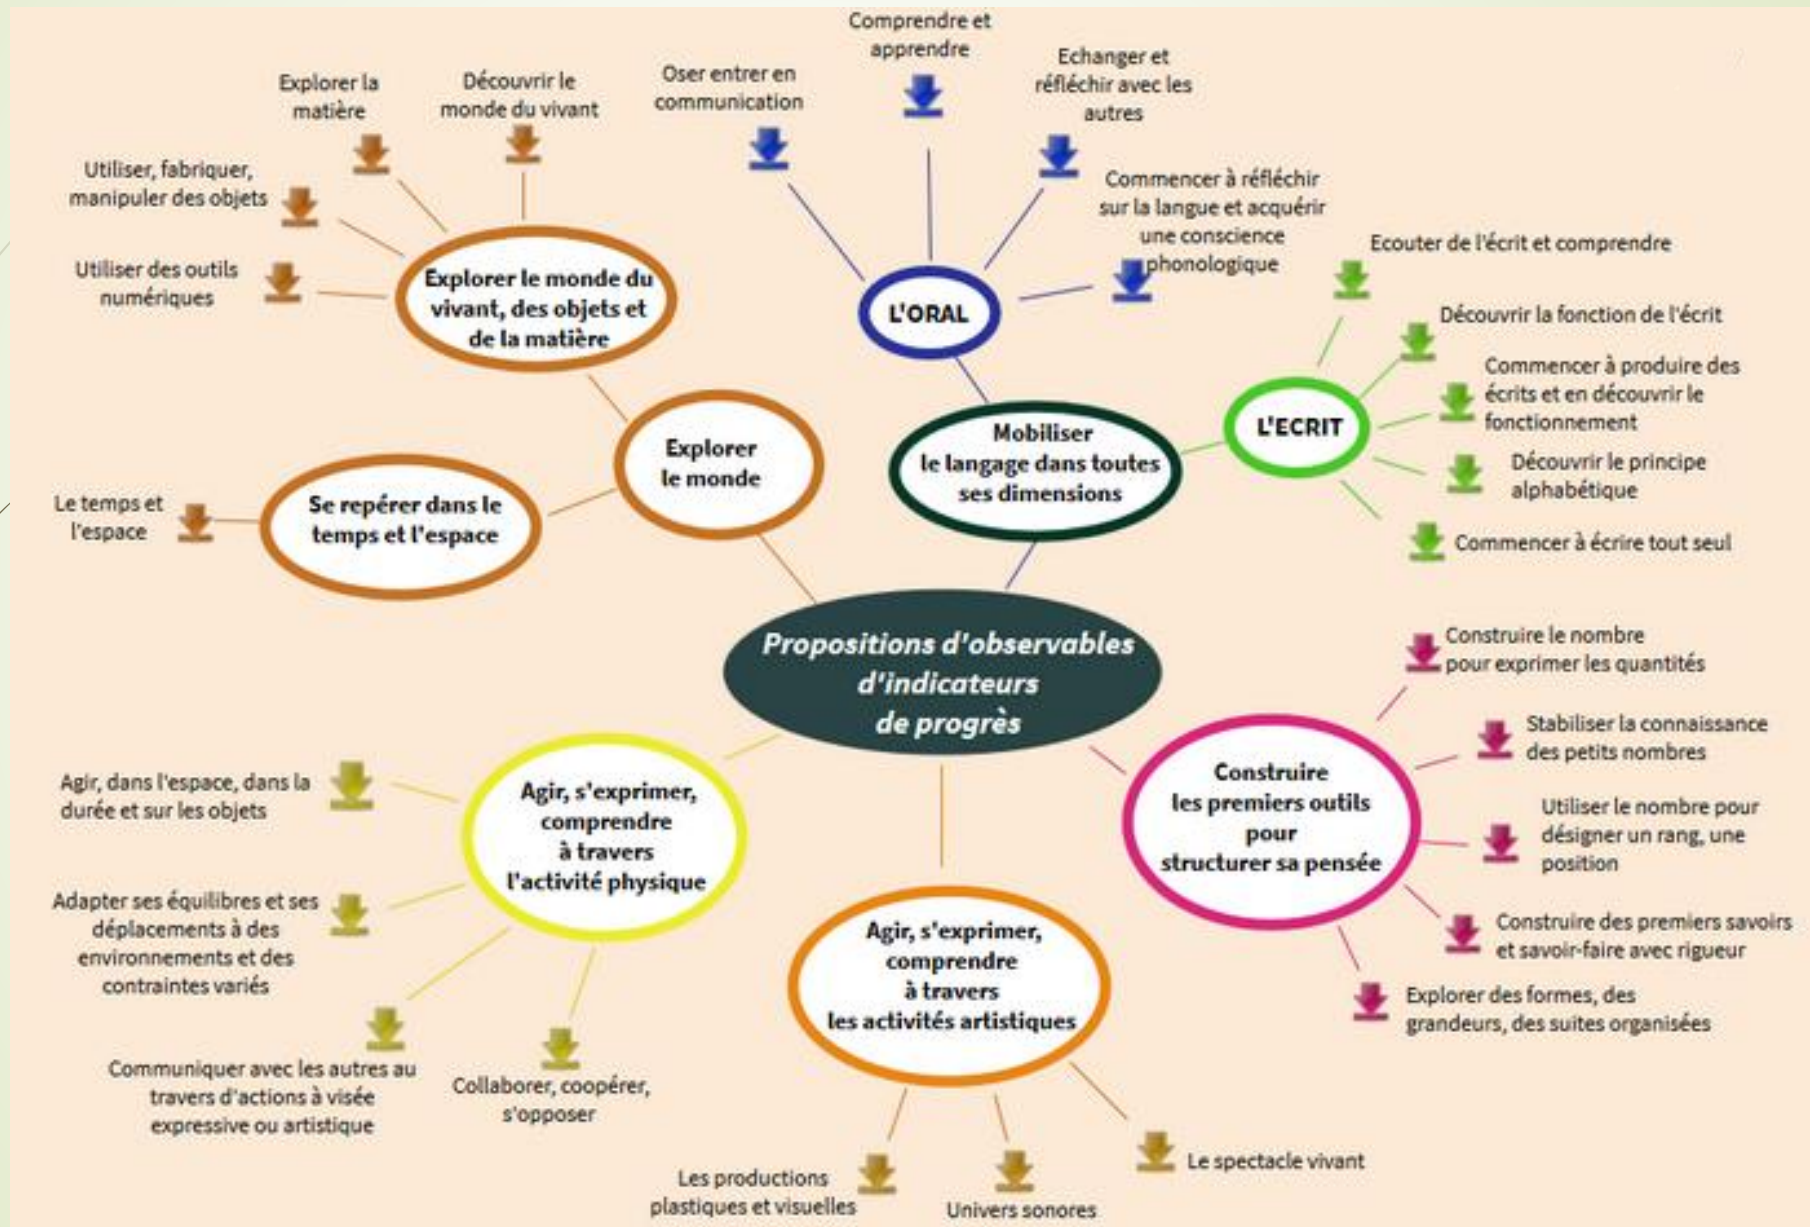 Comprendre et
apprendre
Oser entrer en
communication
Echanger et
réfléchir avec les
autres
Commencer à réfléchir
sur la langue et acquérir
une conscience
phonologique
L'ORAL
Explorer la
matière
Découvrir le
monde du vivant
Utiliser, fabriquer,
manipuler des objets
Utiliser des outils
numériques
Explorer le monde du
vivant, des objets et
de la matière
Explorer
le monde
Se repérer dans le
temps et l'espace
Le temps et
l'espace
Mobiliser
le langage dans toutes
ses dimensions
L'ECRIT
Ecouter de l'écrit et comprendre
Découvrir la fonction de l'écrit
Commencer à produire des
écrits et en découvrir le
fonctionnement
Découvrir le principe
alphabétique
Commencer à écrire tout seul
Propositions d'observables
d'indicateurs
de progrès
Construire
les premiers outils
pour
structurer sa pensée
Construire le nombre
pour exprimer les quantités
Stabiliser la connaissance
des petits nombres
Utiliser le nombre pour
désigner un rang, une
position
Construire des premiers savoirs
et savoir-faire avec rigueur
Explorer des formes, des
grandeurs, des suites organisées
Agir, s'exprimer,
comprendre
à travers
l'activité physique
Agir, dans l'espace, dans la
durée et sur les objets
Adapter ses équilibres et ses
déplacements à des
environnements et des
contraintes variés
Communiquer avec les autres au
travers d'actions à visée
expressive ou artistique
Collaborer, coopérer,
s'opposer
Agir, s'exprimer,
comprendre
à travers
les activités artistiques
Les productions
plastiques et visuelles
Univers sonores
Le spectacle vivant